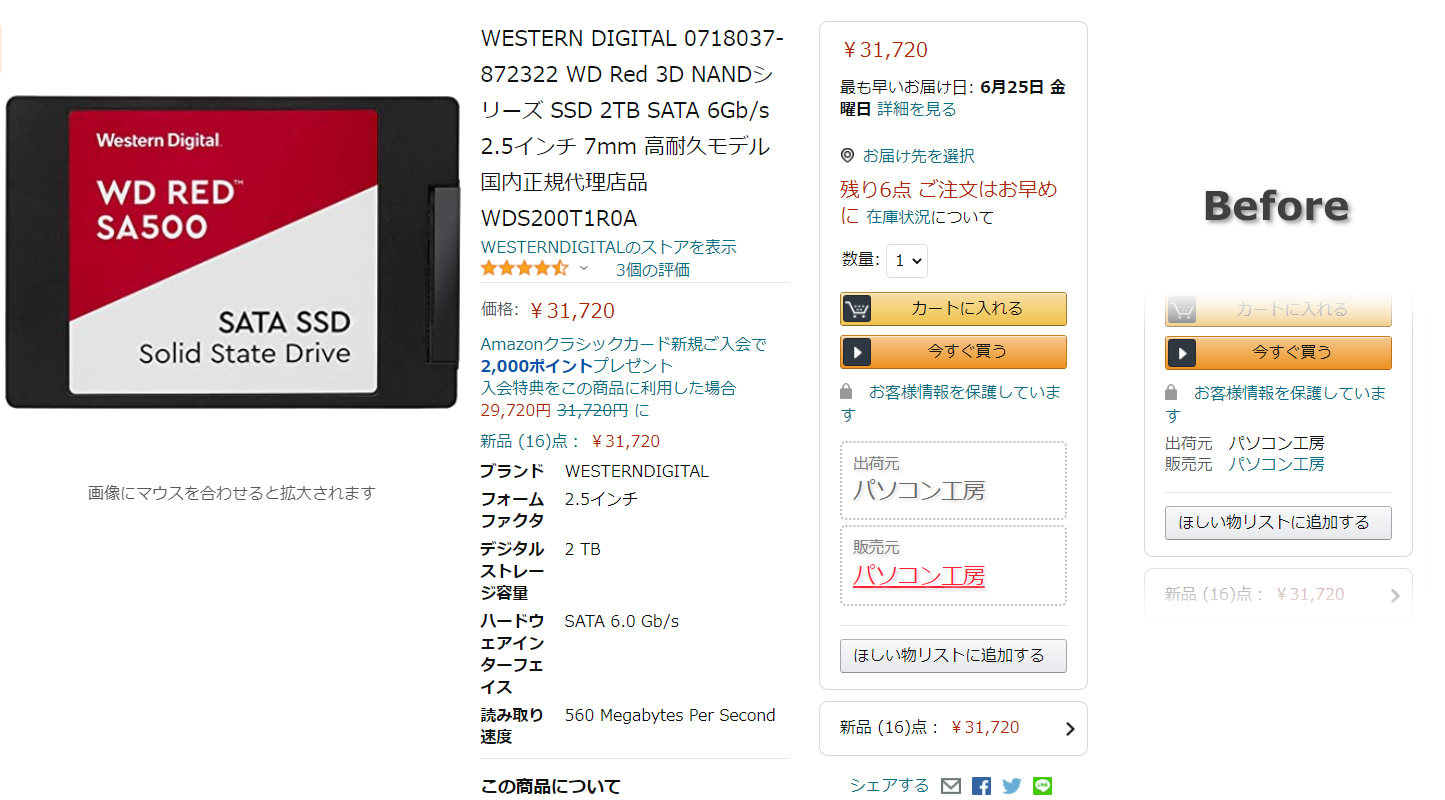 Western Digital.
WD RED™
SA500
SATA SSD
Solid State Drive
画像にマウスを合わせると拡大されます
WESTERN DIGITAL 0718037-
872322 WD Red 3D NANDシ
リーズ SSD 2TB SATA 6Gb/s
2.5インチ 7mm 高耐久モデル
国内正規代理店品
WDS200T1R0A
WESTERNDIGITALのストアを表示
3個の評価
価格: ￥31,720
Amazonクラシックカード新規ご入会で
2,000ポイントプレゼント
入会特典をこの商品に利用した場合
29,720円 31,720円 に
新品 (16)点： ￥31,720
ブランド WESTERNDIGITAL
フォーム 2.5インチ
ファクタ
デジタル 2 TB
ストレー
ジ容量
ハードウ SATA 6.0 Gb/s
ェアイン
ターフェ
イス
読み取り 560 Megabytes Per Second
速度
この商品について
￥31,720
最も早いお届け日: 6月25日 金
曜日 詳細を見る
お届け先を選択
残り6点 ご注文はお早め
に 在庫状況について
数量: 1
カートに入れる
今すぐ買う
お客様情報を保護していま
す
出荷元
パソコン工房
販売元
パソコン工房
ほしい物リストに追加する
新品 (16)点： ￥31,720
シェアする
Before
カートに入れる
今すぐ買う
お客様情報を保護していま
す
出荷元 パソコン工房
販売元 パソコン工房
ほしい物リストに追加する
新品 (16)点： ￥31,720